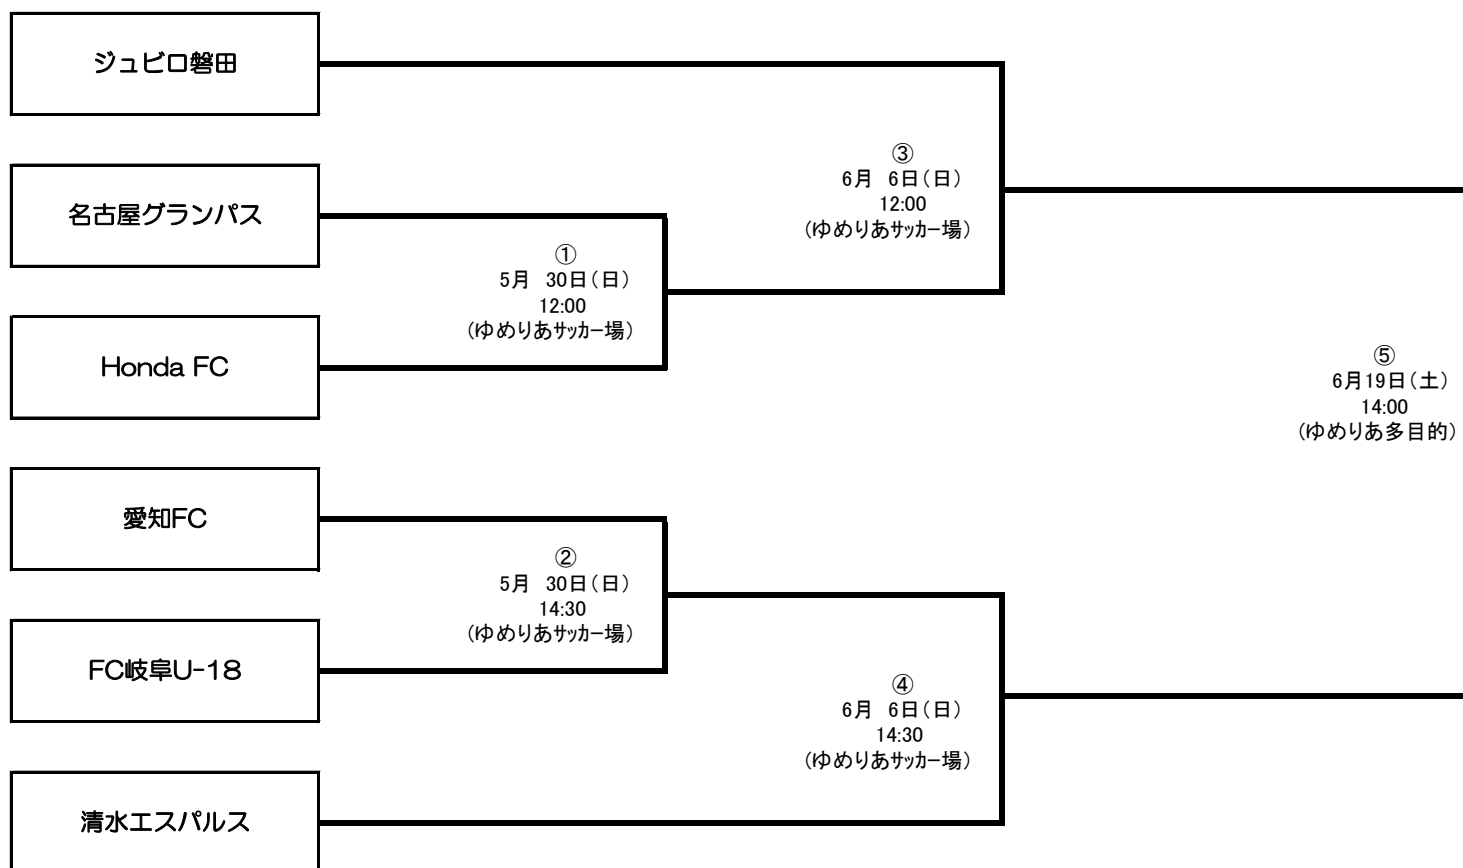 ジュビロ磐田
③
6月 6日(日)
12:00
(ゆめりあサッカー場)
名古屋グランパス
①
5月 30日(日)
12:00
(ゆめりあサッカー場)
Honda FC
⑤
6月19日(土)
14:00
(ゆめりあ多目的)
愛知FC
②
5月 30日(日)
14:30
(ゆめりあサッカー場)
FC岐阜U-18
④
6月 6日(日)
14:30
(ゆめりあサッカー場)
清水エスパルス